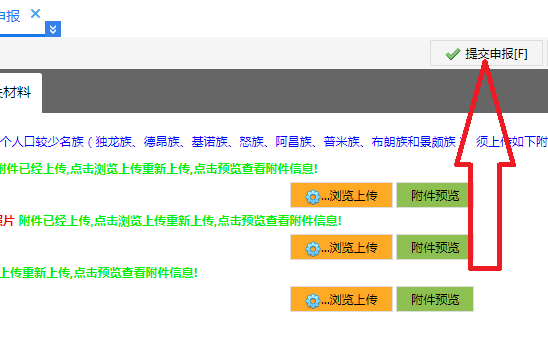 申报
提交申报[F]
材料
个人口较少名族（独龙族、德昂族、基诺族、怒族、阿昌族、普米族、布朗族和景颇族 须上传如下附
附件已经上传,点击浏览上传重新上传,点击预览查看附件信息!
...浏览上传 附件预览
照片 附件已经上传,点击浏览上传重新上传,点击预览查看附件信息!
...浏览上传 附件预览
上传重新上传,点击预览查看附件信息!
...浏览上传 附件预览